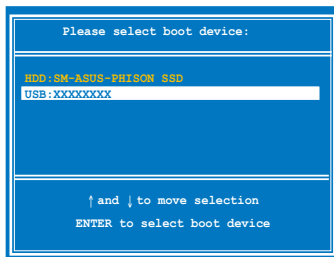 Please select boot device:
HDD:SM-ASUS-PHISON SSD
USB:XXXXXXXX
↑ and ↓ to move selection
ENTER to select boot device